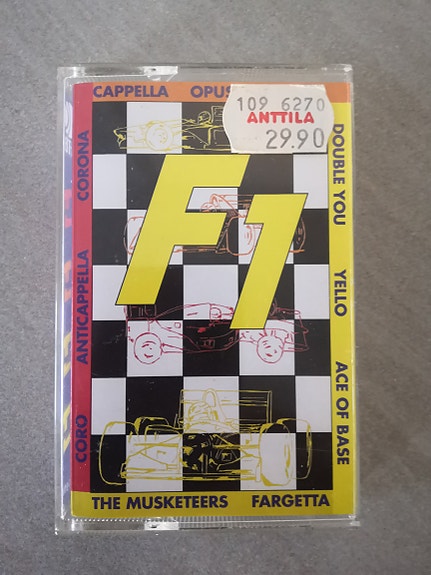 CAPPELLA OPUS
109 6270
ANTTILA
29.90
CORONA
ANTICAPPELLA
CORO
F1
DOUBLE YOU
YELLO
ACE OF BASE
THE MUSKETEERS FARGETTA